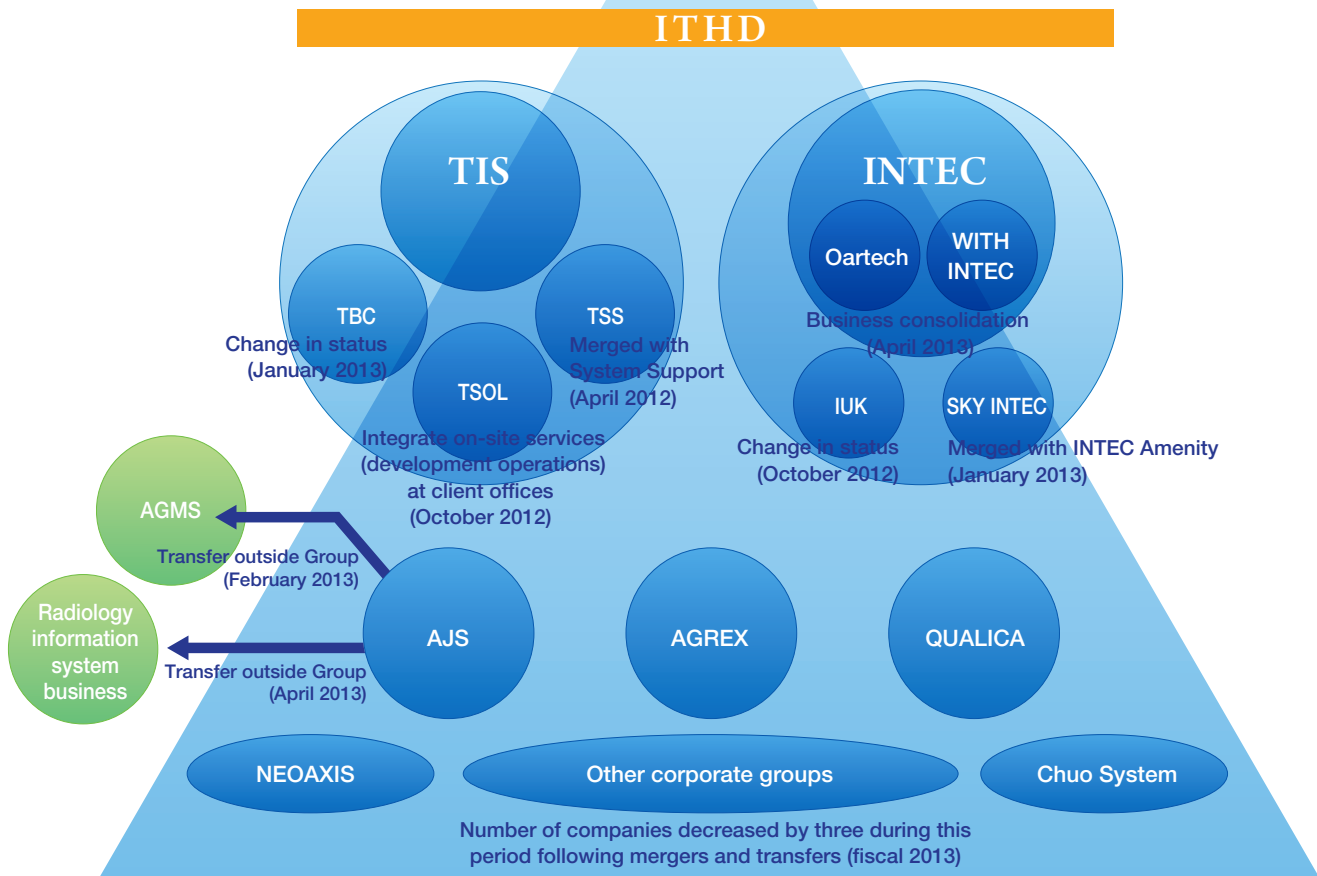 ITHD
TIS
TBC
Change in status
(January 2013)
TSS
Merged with
System Support
(April 2012)
TSOL
Integrate on-site services
(development operations)
at client offices
(October 2012)
INTEC
Oartech
WITH
INTEC
Business consolidation
(April 2013)
IUK
Change in status
(October 2012)
SKY INTEC
Merged with INTEC Amenity
(January 2013)
AGMS
Transfer outside Group
(February 2013)
Radiology
information
system
business
Transfer outside Group
(April 2013)
AJS
AGREX
QUALICA
NEOAXIS
Other corporate groups
Chuo System
Number of companies decreased by three during this
period following mergers and transfers (fiscal 2013)